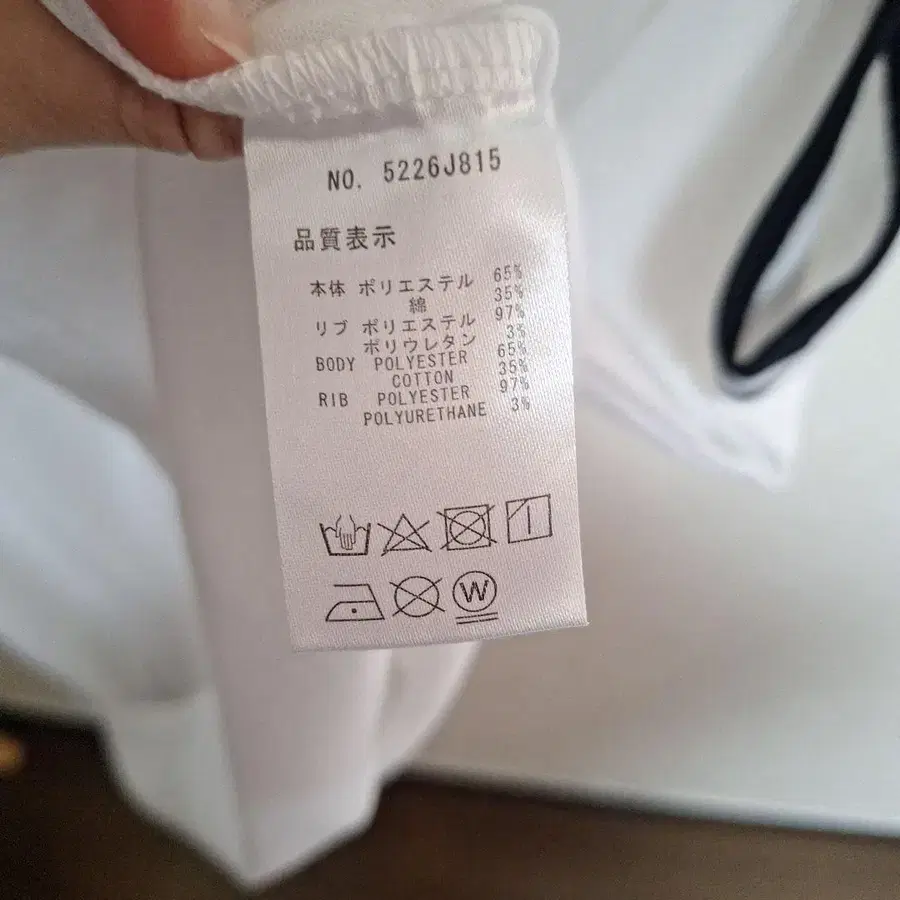 NO. 5226J815
品質表示
本体 ポリエステル 65%
綿 35%
リブ ポリエステル 97%
ポリウレタン 3%
BODY POLYESTER 65%
COTTON 35%
RIB POLYESTER 97%
POLYURETHANE 3%
W